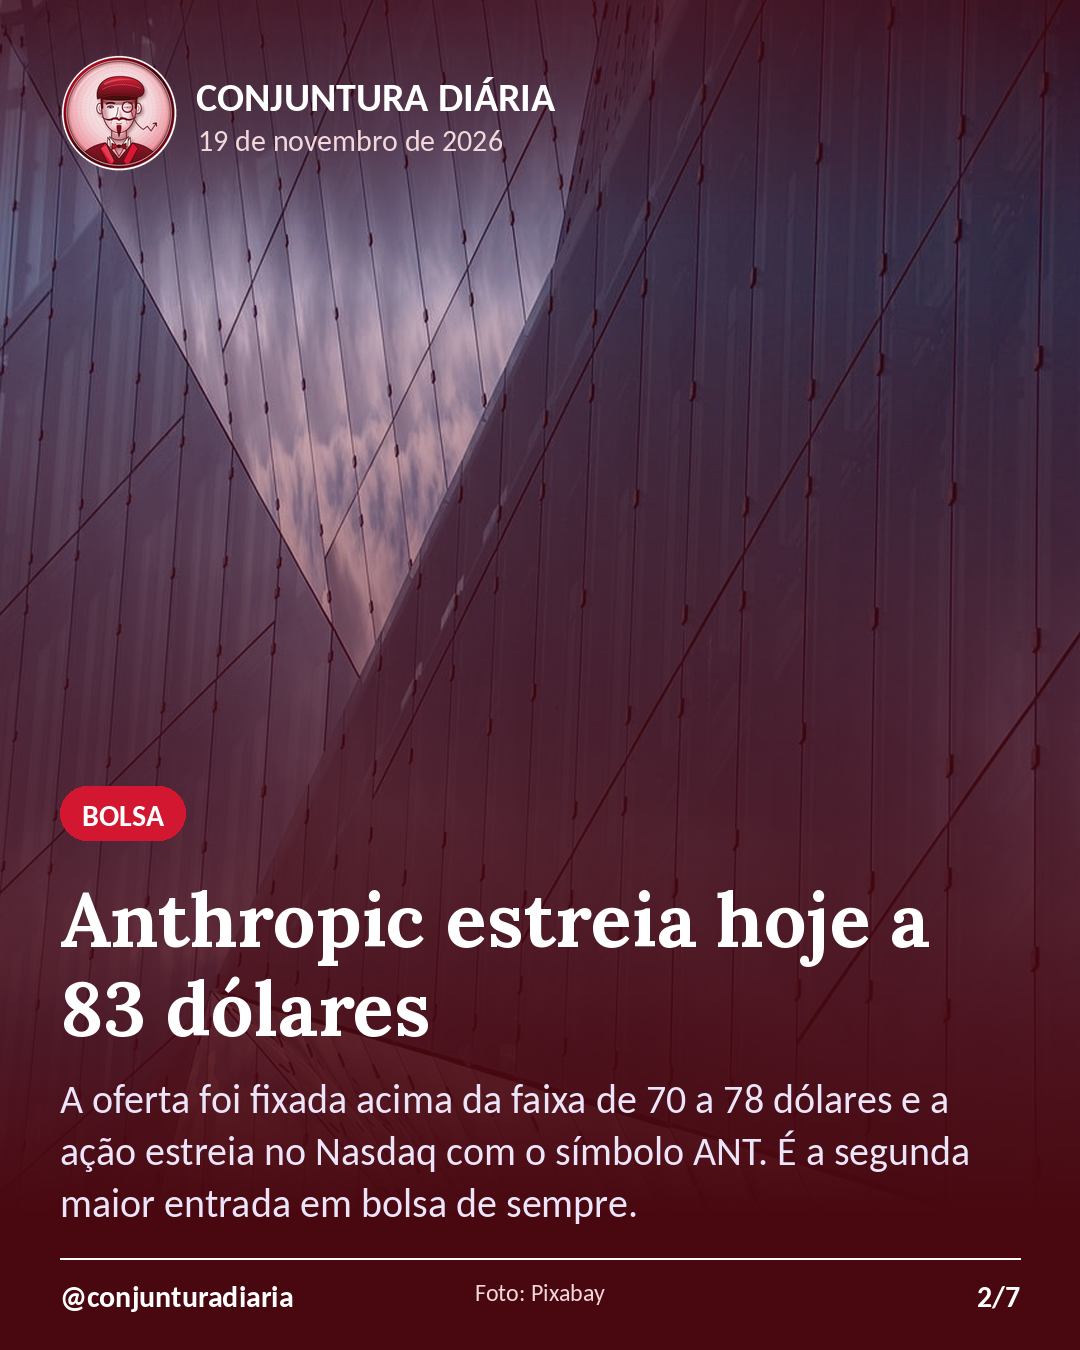 CONJUNTURA DIÁRIA
19 de novembro de 2026
BOLSA
Anthropic estreia hoje a
83 dólares
A oferta foi fixada acima da faixa de 70 a 78 dólares e a
ação estreia no Nasdaq com o símbolo ANT. É a segunda
maior entrada em bolsa de sempre.
@conjunturadiaria
Foto: Pixabay
2/7